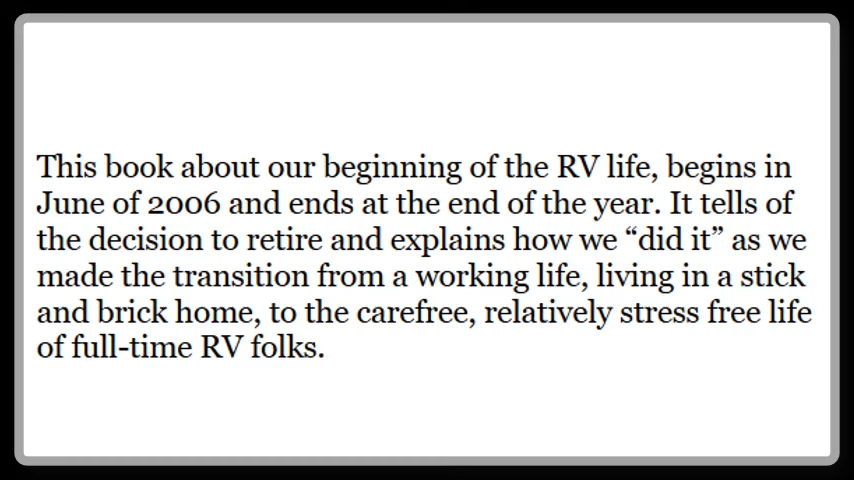 This book about our beginning of the RV life, begins in
June of 2006 and ends at the end of the year. It tells of
the decision to retire and explains how we “did it” as we
made the transition from a working life, living in a stick
and brick home, to the carefree, relatively stress free life
of full-time RV folks.